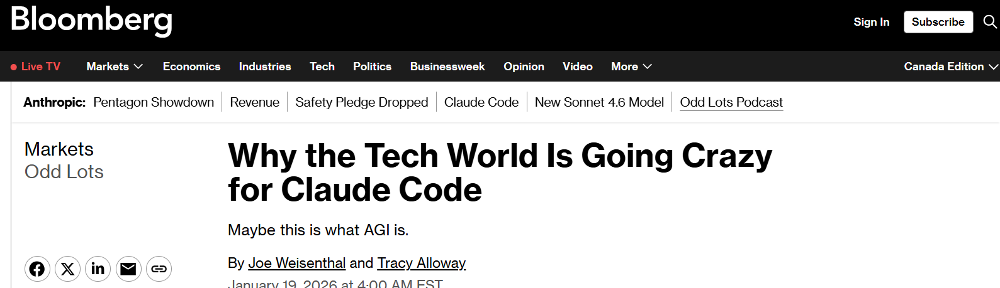 Bloomberg
Sign In
Subscribe
Live TV
Markets
Economics
Industries
Tech
Politics
Businessweek
Opinion
Video
More
Canada Edition
Anthropic: Pentagon Showdown
Revenue
Safety Pledge Dropped
Claude Code
New Sonnet 4.6 Model
Odd Lots Podcast
Markets
Odd Lots
Why the Tech World Is Going Crazy
for Claude Code
Maybe this is what AGI is.
By Joe Weisenthal and Tracy Alloway
January 19, 2026 at 4:00 AM EST